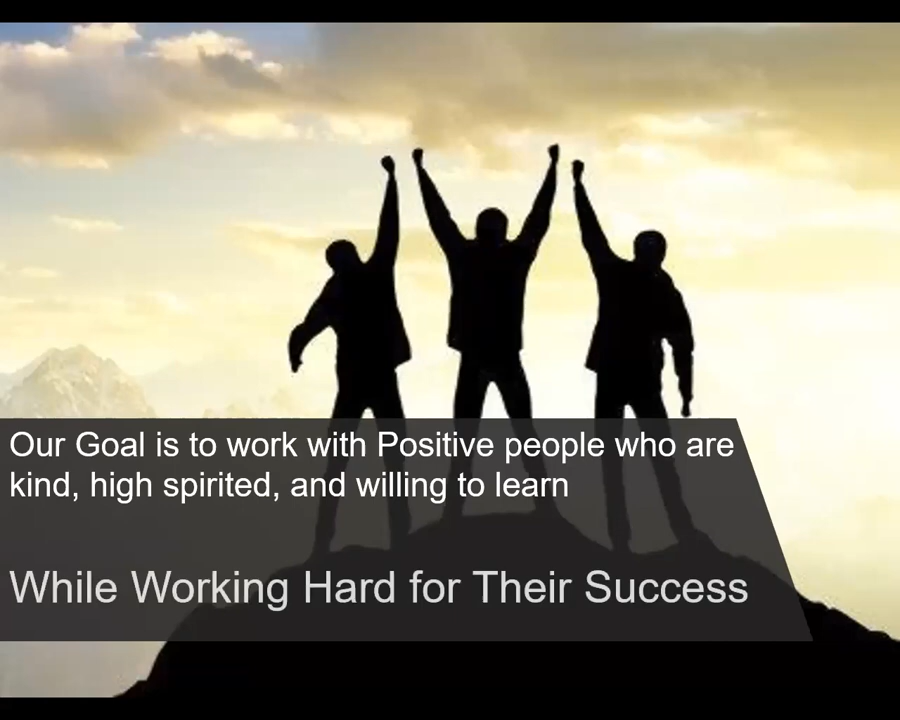 Our Goal is to work with Positive people who are
kind, high spirited, and willing to learn
While Working Hard for Their Success